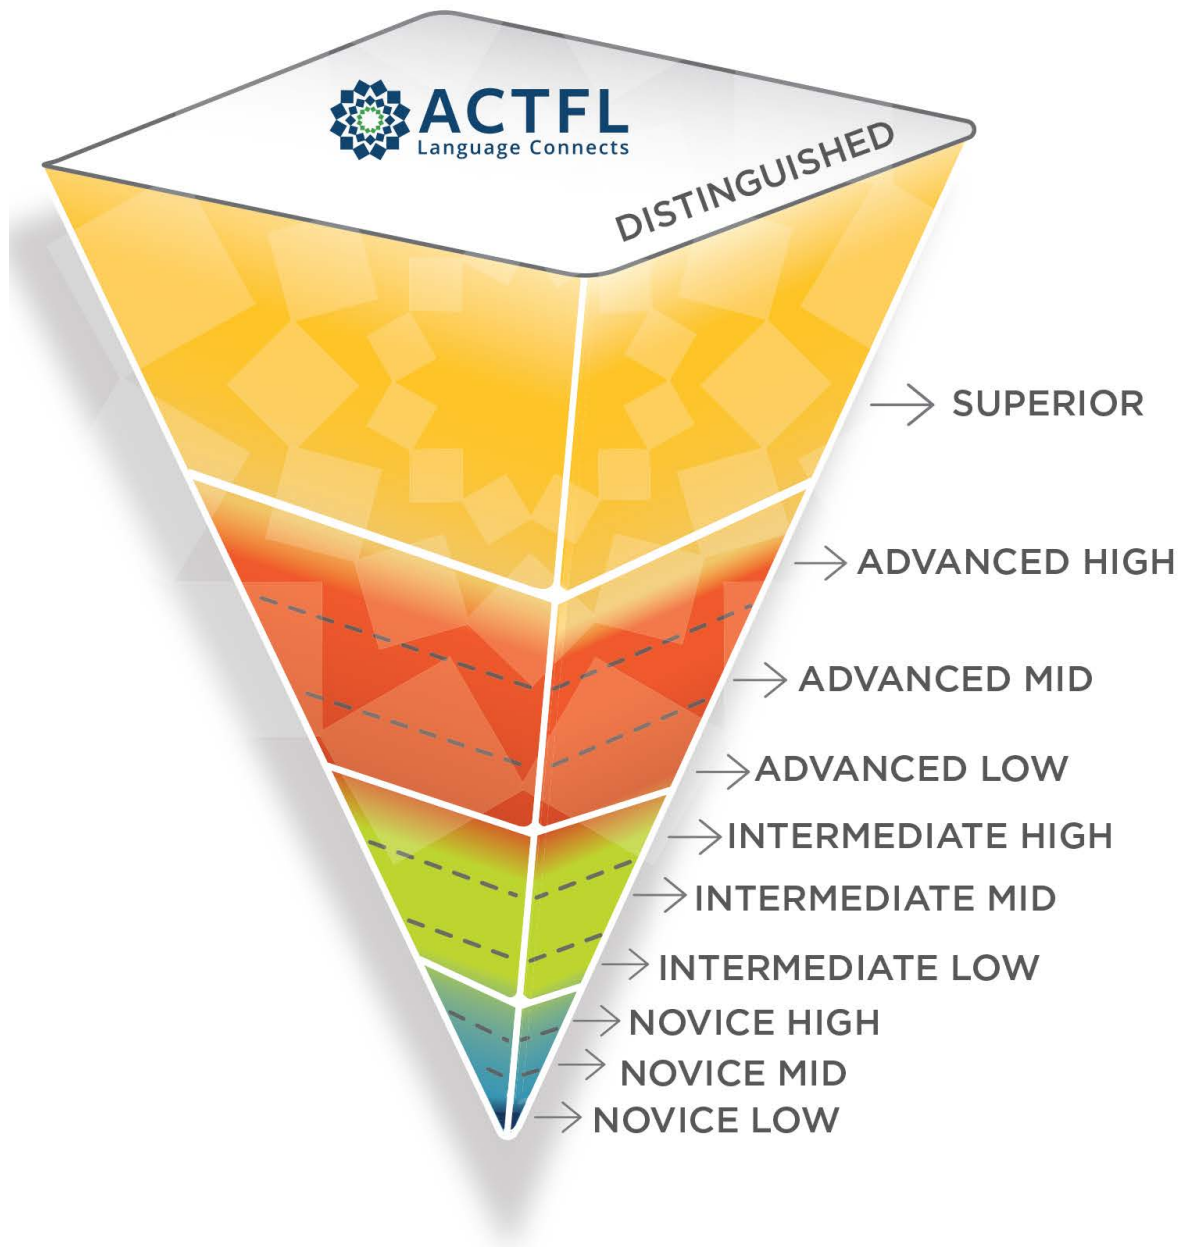 ACTFL
Language Connects
DISTINGUISHED
SUPERIOR
ADVANCED HIGH
ADVANCED MID
ADVANCED LOW
INTERMEDIATE HIGH
INTERMEDIATE MID
INTERMEDIATE LOW
NOVICE HIGH
NOVICE MID
NOVICE LOW